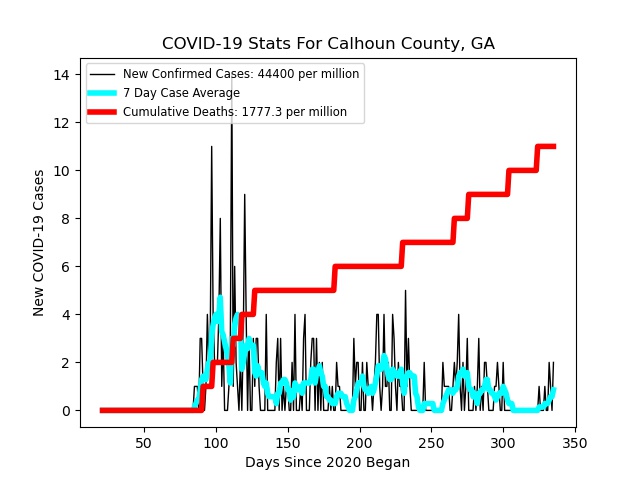 COVID-19 Stats For Calhoun County, GA
New Confirmed Cases: 44400 per million
7 Day Case Average
Cumulative Deaths: 1777.3 per million
New COVID-19 Cases
14
12
10
8
6
4
2
0
50 100 150 200 250 300 350
Days Since 2020 Began